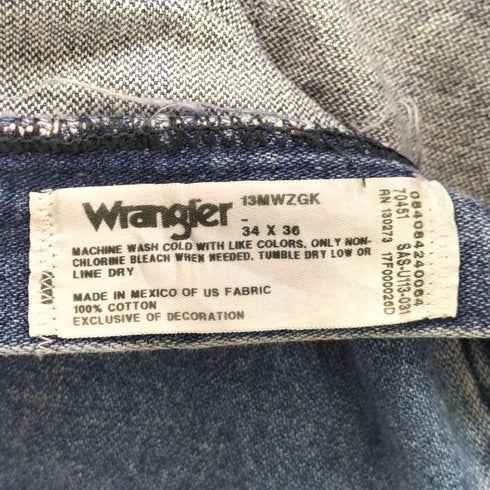 Wrangler 13MWZGK
-
34 X 36
MACHINE WASH COLD WITH LIKE COLORS, ONLY NON-
CHLORINE BLEACH WHEN NEEDED, TUMBLE DRY LOW OR
LINE DRY
MADE IN MEXICO OF US FABRIC
100% COTTON
EXCLUSIVE OF DECORATION
084084240064
70451 SAS-U113-031
RN 130273 17F000026D